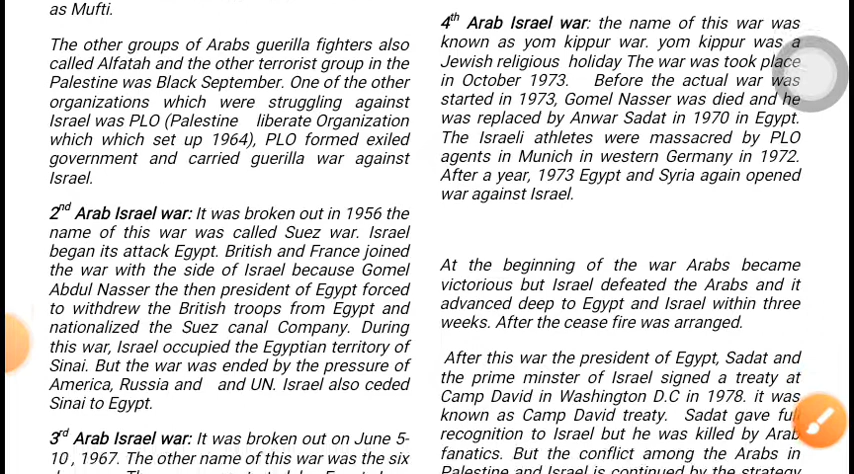 as Mufti.
The other groups of Arabs guerilla fighters also
called Alfatah and the other terrorist group in the
Palestine was Black September. One of the other
organizations which were struggling against
Israel was PLO (Palestine liberate Organization
which which set up 1964), PLO formed exiled
government and carried guerilla war against
Israel.
2nd Arab Israel war: It was broken out in 1956 the
name of this war was called Suez war. Israel
began its attack Egypt. British and France joined
the war with the side of Israel because Gomel
Abdul Nasser the then president of Egypt forced
to withdrew the British troops from Egypt and
nationalized the Suez canal Company. During
this war, Israel occupied the Egyptian territory of
Sinai. But the war was ended by the pressure of
America, Russia and and UN. Israel also ceded
Sinai to Egypt.
3rd Arab Israel war: It was broken out on June 5-
10 , 1967. The other name of this war was the six
4th Arab Israel war: the name of this war was
known as yom kippur war. yom kippur was a
Jewish religious holiday The war was took place
in October 1973. Before the actual war was
started in 1973, Gomel Nasser was died and he
was replaced by Anwar Sadat in 1970 in Egypt.
The Israeli athletes were massacred by PLO
agents in Munich in western Germany in 1972.
After a year, 1973 Egypt and Syria again opened
war against Israel.
At the beginning of the war Arabs became
victorious but Israel defeated the Arabs and it
advanced deep to Egypt and Israel within three
weeks. After the cease fire was arranged.
After this war the president of Egypt, Sadat and
the prime minster of Israel signed a treaty at
Camp David in Washington D.C in 1978. it was
known as Camp David treaty. Sadat gave
recognition to Israel but he was killed by Arab
fanatics. But the conflict among the Arabs in
Palestine and Israel is continued by the strategy